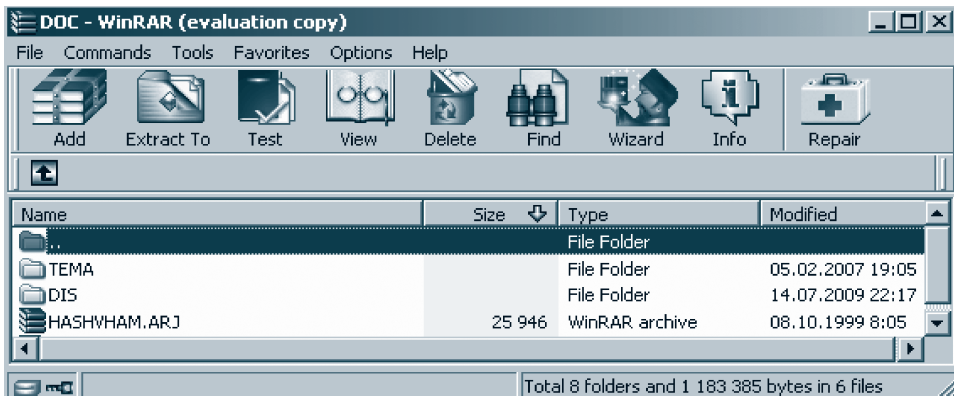 DOC - WinRAR (evaluation copy)
File Commands Tools Favorites Options Help
Add Extract To Test View Delete Find Wizard Info Repair
Name Size Type Modified
.. File Folder
TEMA File Folder 05.02.2007 19:05
DIS File Folder 14.07.2009 22:17
HASHVHAM.ARJ 25 946 WinRAR archive 08.10.1999 8:05
Total 8 folders and 1 183 385 bytes in 6 files